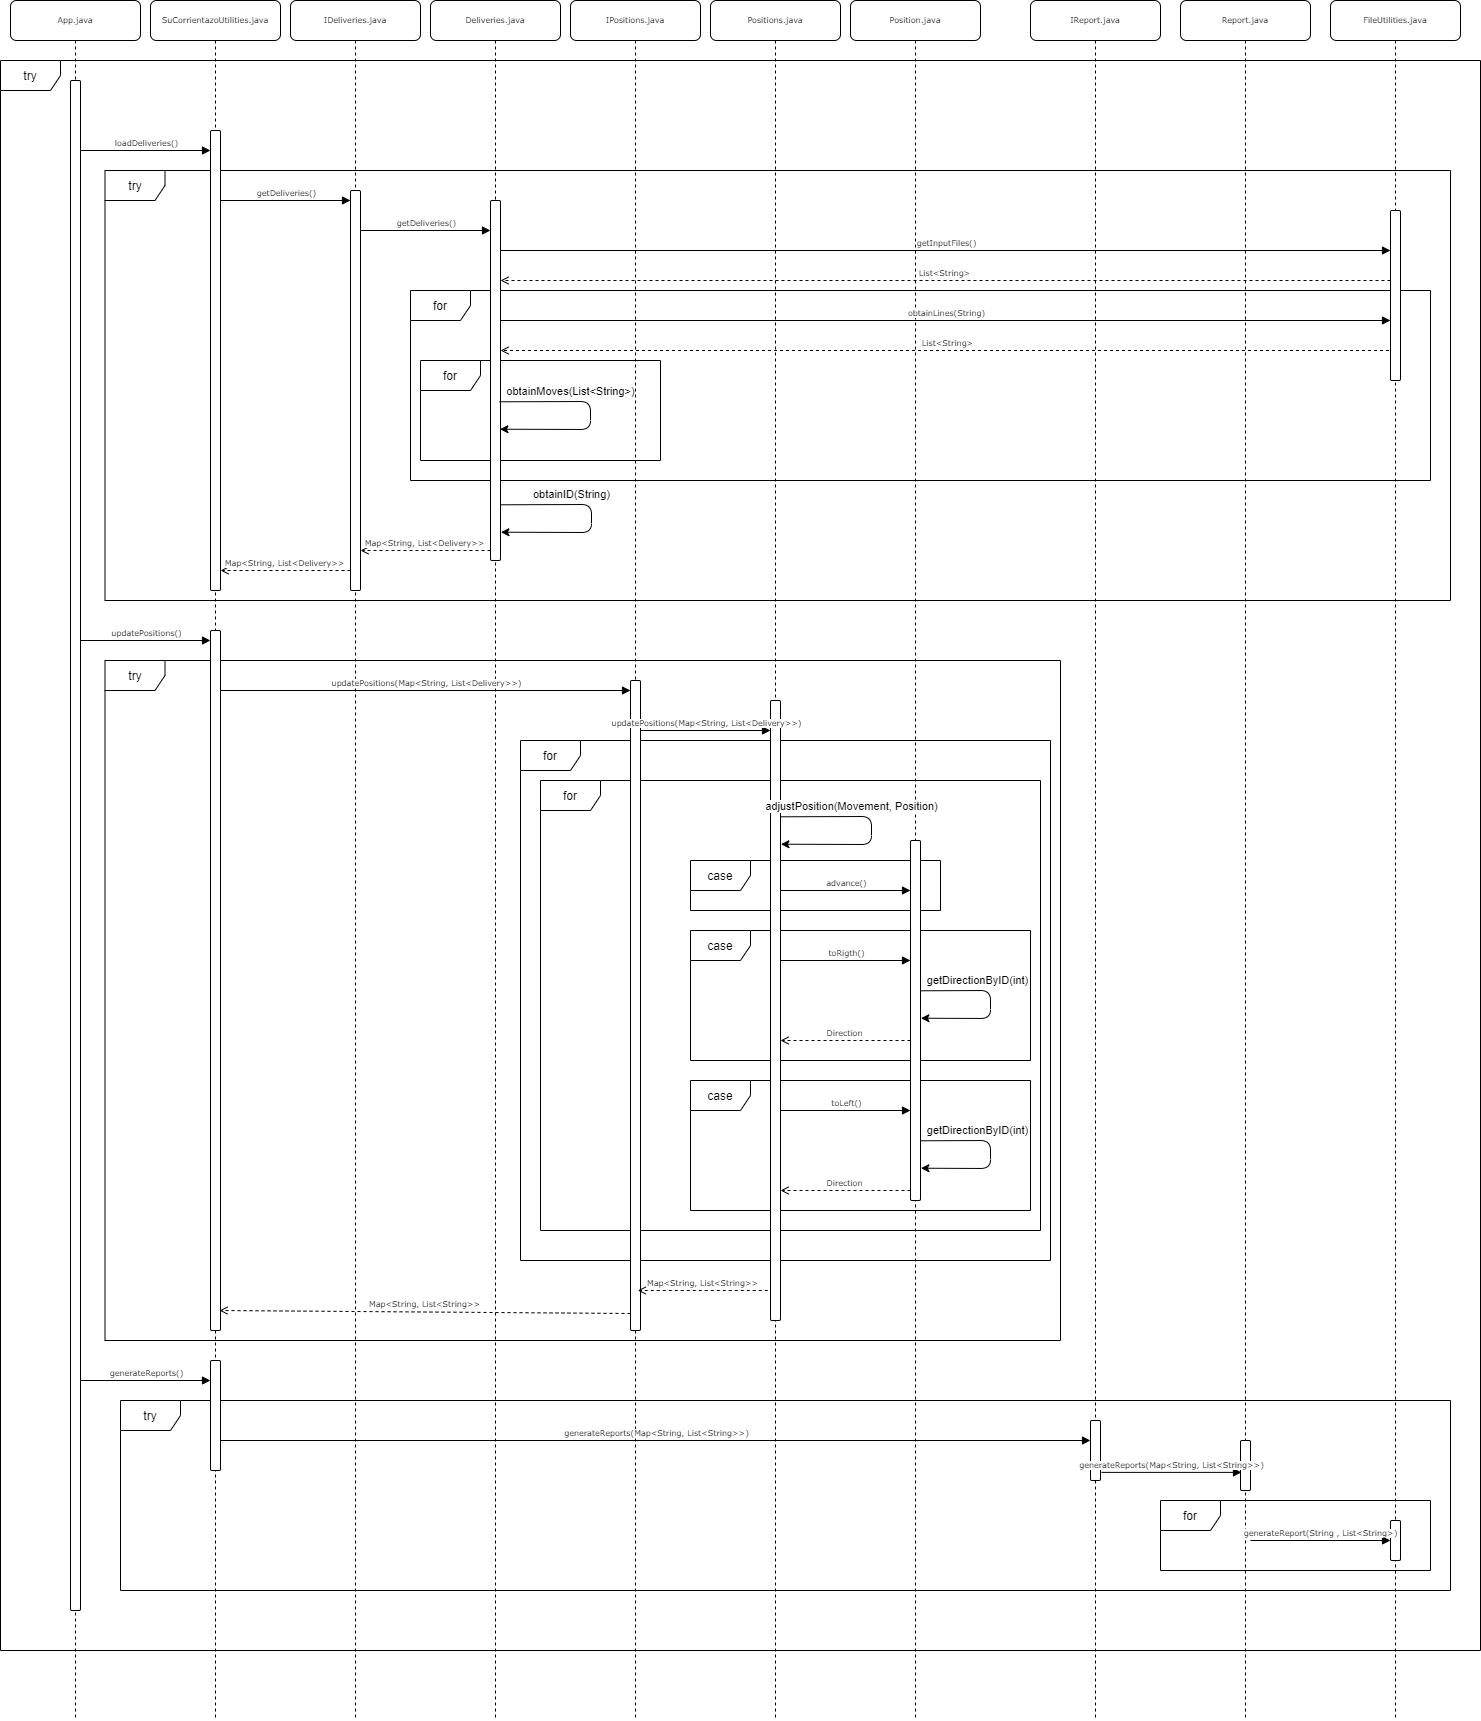 App.java
SuCorrientazoUtilities.java
IDeliveries.java
Deliveries.java
IPositions.java
Positions.java
Position.java
IReport.java
Report.java
FileUtilities.java
try
loadDeliveries()
try
getDeliveries()
getDeliveries()
getInputFiles()
List<String>
for
obtainLines(String)
List<String>
for
obtainMoves(List<String>)
obtainID(String)
Map<String, List<Delivery>>
Map<String, List<Delivery>>
updatePositions()
try
updatePositions(Map<String, List<Delivery>>)
updatePositions(Map<String, List<Delivery>>)
for
for
adjustPosition(Movement, Position)
case
advance()
case
toRigth()
getDirectionByID(int)
Direction
case
toLeft()
getDirectionByID(int)
Direction
Map<String, List<String>>
Map<String, List<String>>
generateReports()
try
generateReports(Map<String, List<String>>)
generateReports(Map<String, List<String>>)
for
generateReport(String , List<String>)